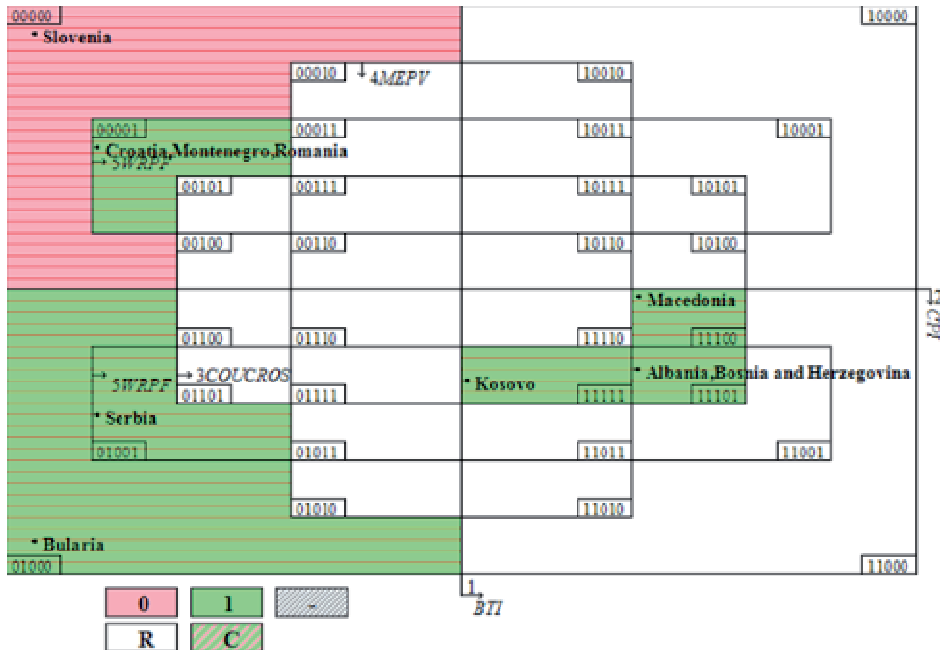 00000
10000
• Slovenia
00010
4MEPV
10010
00001
00011
10011
10001
• Croatia,Montenegro,Romania
5WRPF
00101
00111
10111
10101
00100
00110
10110
10100
• Macedonia
2CPI
01100
01110
11110
11100
5WRPF
3COUCROS
• Kosovo
• Albania,Bosnia and Herzegovina
01101
01111
11111
11101
• Serbia
01001
01011
11011
11001
01010
11010
• Bularia
01000
11000
0
1
-
1
BTI
R
C